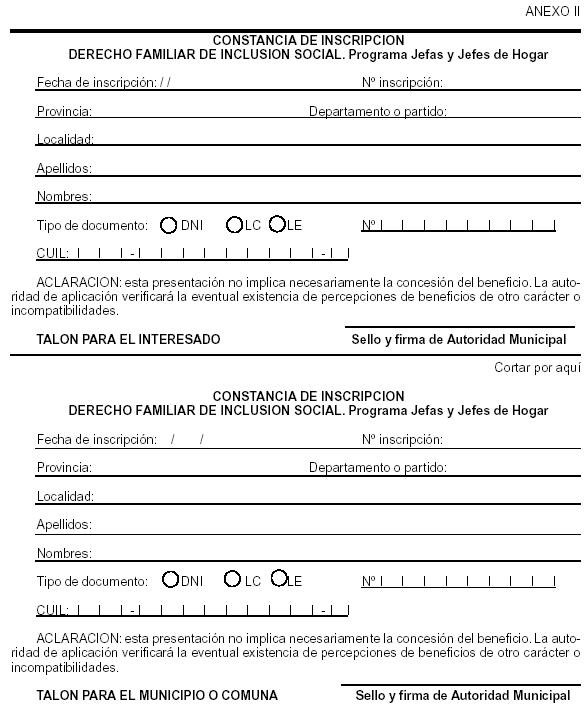 ANEXO II
CONSTANCIA DE INSCRIPCION
DERECHO FAMILIAR DE INCLUSION SOCIAL. Programa Jefas y Jefes de Hogar
Fecha de inscripción: / / Nº inscripción:
Provincia: Departamento o partido:
Localidad:
Apellidos:
Nombres:
Tipo de documento: DNI LC LE Nº
CUIL: - -
ACLARACION: esta presentación no implica necesariamente la concesión del beneficio. La auto-
ridad de aplicación verificará la eventual existencia de percepciones de beneficios de otro carácter o
incompatibilidades.
TALON PARA EL INTERESADO Sello y firma de Autoridad Municipal
Cortar por aquí
CONSTANCIA DE INSCRIPCION
DERECHO FAMILIAR DE INCLUSION SOCIAL. Programa Jefas y Jefes de Hogar
Fecha de inscripción: / / Nº inscripción:
Provincia: Departamento o partido:
Localidad:
Apellidos:
Nombres:
Tipo de documento: DNI LC LE Nº
CUIL: - -
ACLARACION: esta presentación no implica necesariamente la concesión del beneficio. La auto-
ridad de aplicación verificará la eventual existencia de percepciones de beneficios de otro carácter o
incompatibilidades.
TALON PARA EL MUNICIPIO O COMUNA Sello y firma de Autoridad Municipal